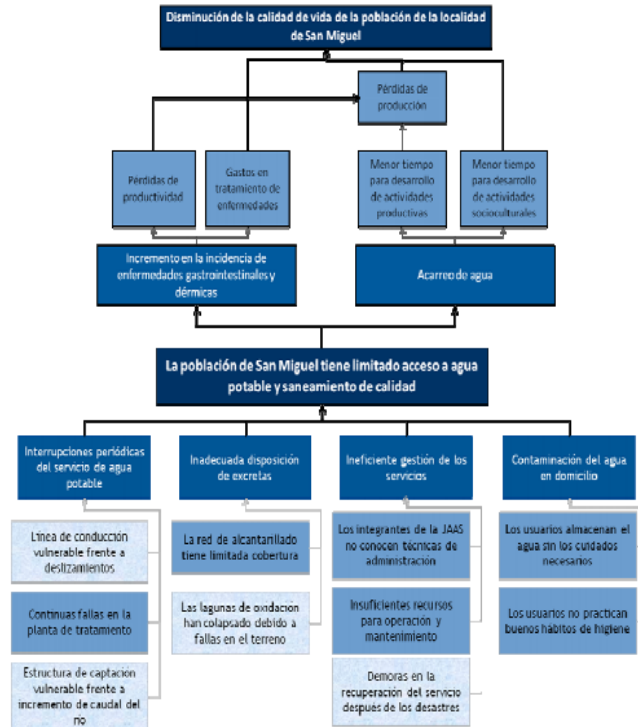 Disminución de la calidad de vida de la población de la localidad
de San Miguel
Pérdidas de
producción
Pérdidas de
productividad
Gastos en
tratamiento de
enfermedades
Menor tiempo
para desarrollo
de actividades
productivas
Menor tiempo
para desarrollo
de actividades
socioculturales
Incremento en la incidencia de
enfermedades gastrointestinales y
dérmicas
Acarreo de agua
La población de San Miguel tiene limitado acceso a agua
potable y saneamiento de calidad
Interrupciones periódicas
del servicio de agua
potable
Inadecuada disposición
de excretas
Ineficiente gestión de los
servicios
Contaminación del agua
en domicilio
Línea de conducción
vulnerable frente a
deslizamientos
La red de alcantarillado
tiene limitada cobertura
Los integrantes de la JAAS
no conocen técnicas de
administración
Los usuarios almacenan el
agua sin los cuidados
necesarios
Continuas fallas en la
planta de tratamiento
Las lagunas de oxidación
han colapsado debido a
fallas en el terreno
Insuficientes recursos
para operación y
mantenimiento
Los usuarios no practican
buenos hábitos de higiene
Estructura de captación
vulnerable frente a
incremento de caudal del
río
Demoras en la
recuperación del servicio
después de los desastres